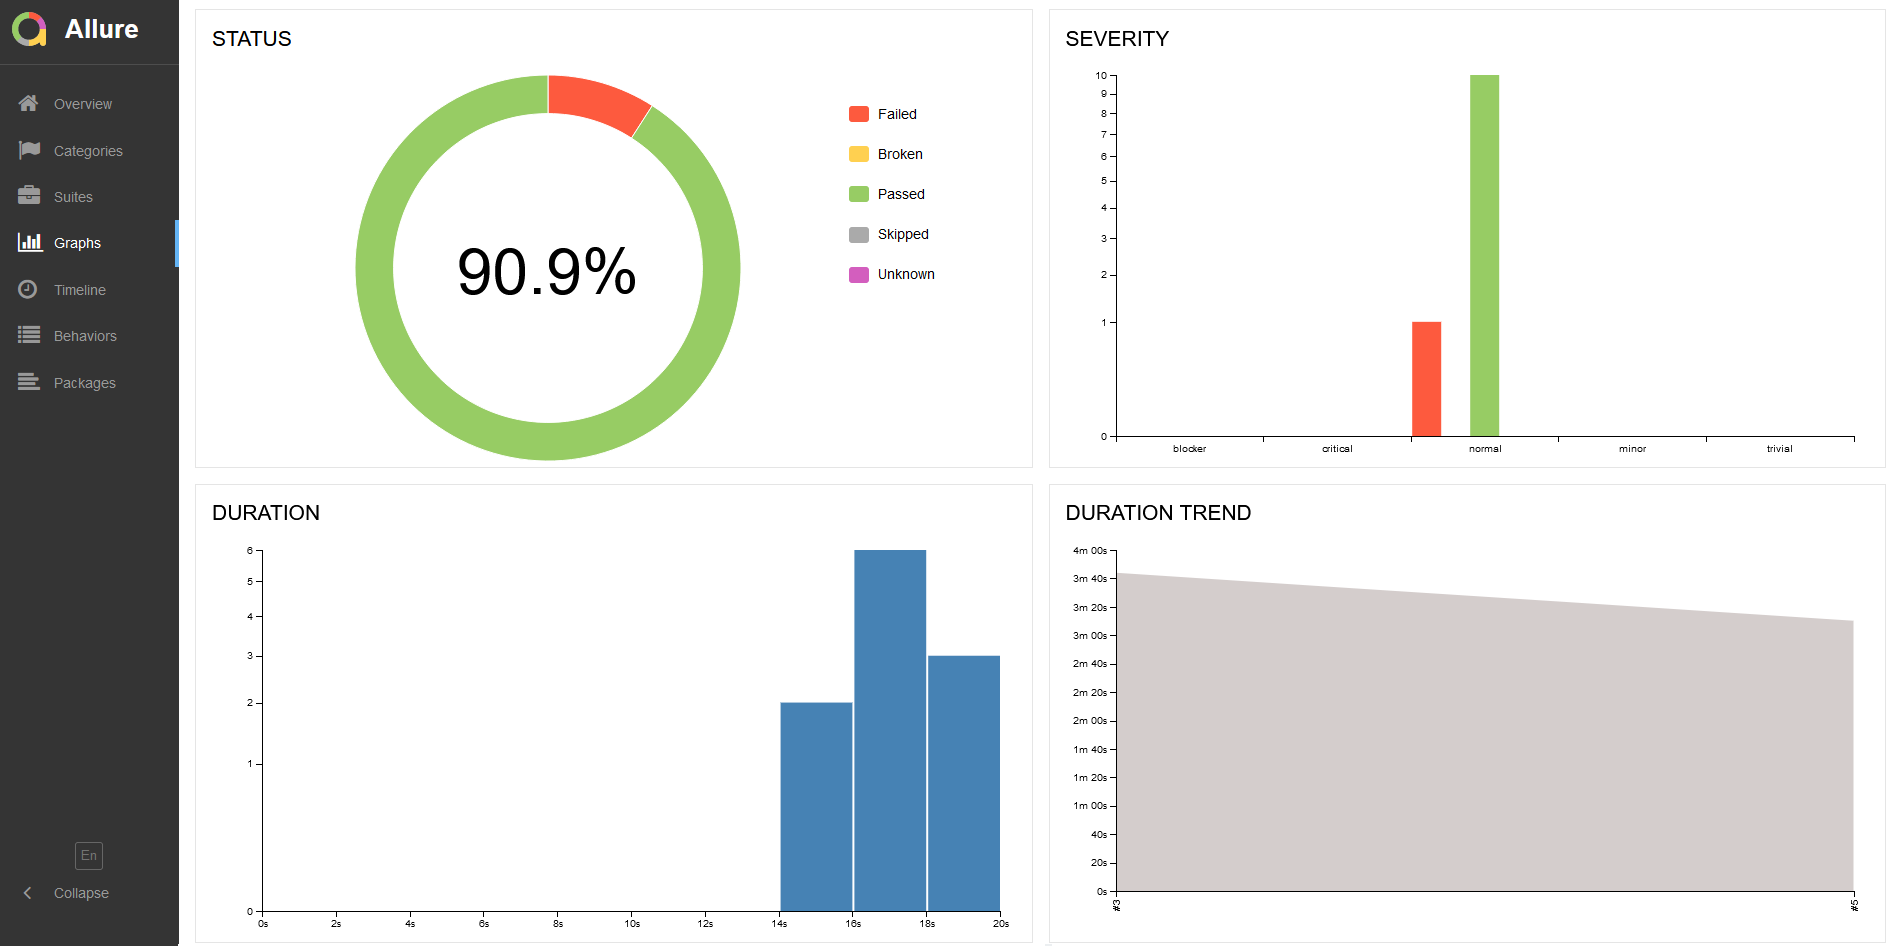 Allure
Overview
Categories
Suites
Graphs
Timeline
Behaviors
Packages
En
Collapse
STATUS
90.9%
Failed
Broken
Passed
Skipped
Unknown
SEVERITY
10
9
8
7
6
5
4
3
2
1
0
blocker critical normal minor trivial
DURATION
6
5
4
3
2
1
0
0s 2s 4s 6s 8s 10s 12s 14s 16s 18s 20s
DURATION TREND
4m 00s
3m 40s
3m 20s
3m 00s
2m 40s
2m 20s
2m 00s
1m 40s
1m 20s
1m 00s
40s
20s
0s
#3 #5